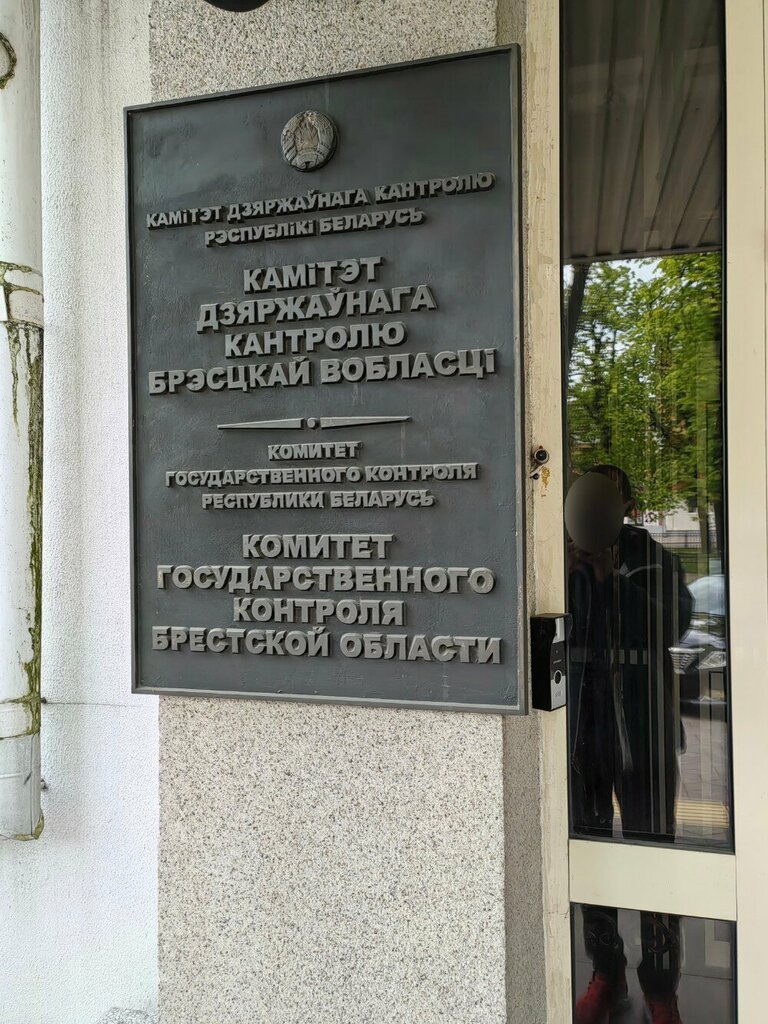 КАМіТЭТ ДЗЯРЖАЎНАГА КАНТРОЛЮ
РЭСПУБЛіКі БЕЛАРУСЬ
КАМіТЭТ
ДЗЯРЖАЎНАГА
КАНТРОЛЮ
БРЭСЦКАЙ ВОБЛАСЦі
КОМИТЕТ
ГОСУДАРСТВЕННОГО КОНТРОЛЯ
РЕСПУБЛИКИ БЕЛАРУСЬ
КОМИТЕТ
ГОСУДАРСТВЕННОГО
КОНТРОЛЯ
БРЕСТСКОЙ ОБЛАСТИ